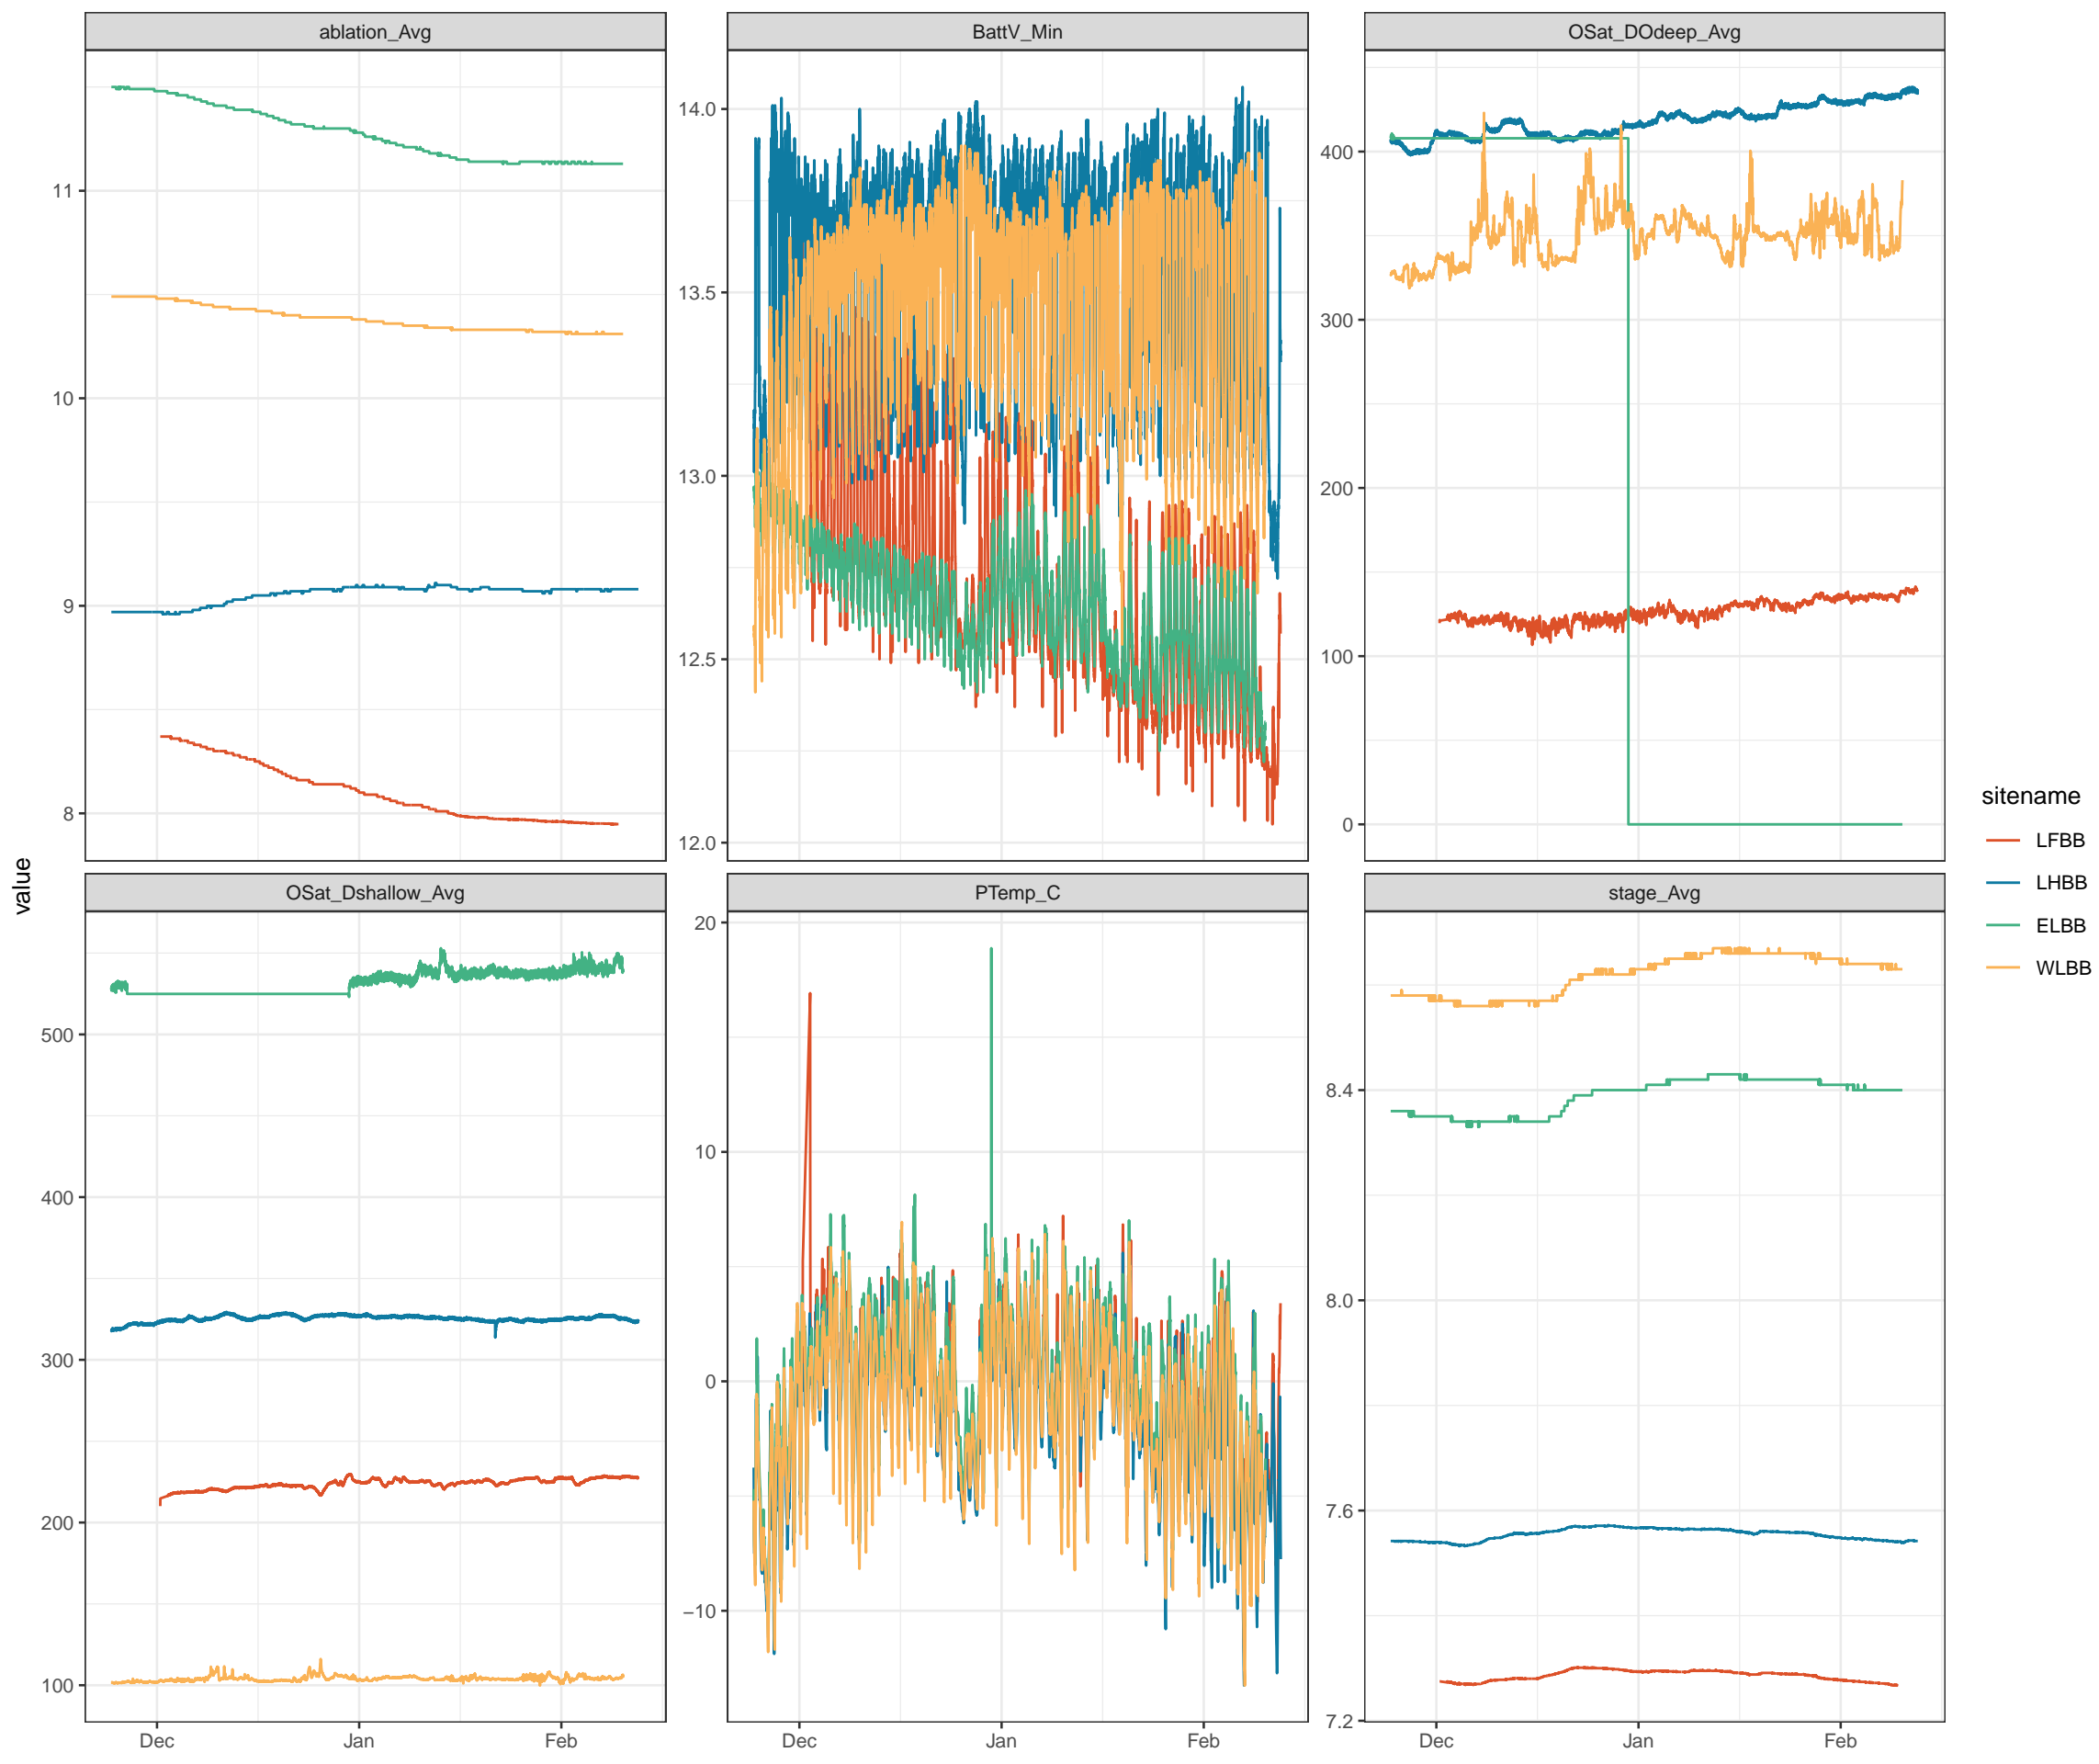 ablation_Avg
BattV_Min
OSat_DOdeep_Avg
11
10
9
8
14.0
13.5
13.0
12.5
12.0
400
300
200
100
0
value
OSat_Dshallow_Avg
PTemp_C
stage_Avg
500
400
300
200
100
20
10
0
−10
8.4
8.0
7.6
7.2
Dec
Jan
Feb
Dec
Jan
Feb
Dec
Jan
Feb
sitename
LFBB
LHBB
ELBB
WLBB